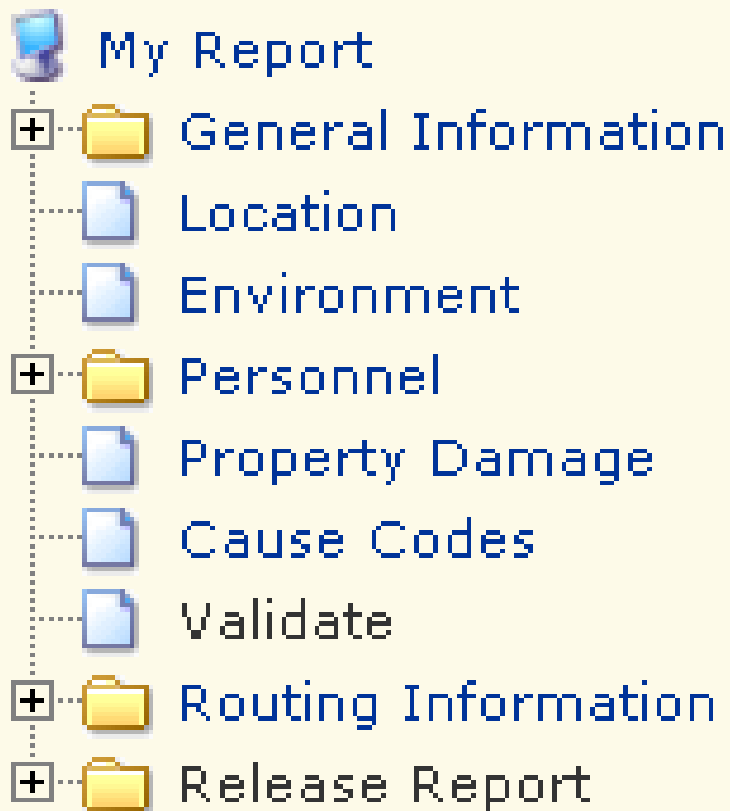 My Report
General Information
Location
Environment
Personnel
Property Damage
Cause Codes
Validate
Routing Information
Release Report